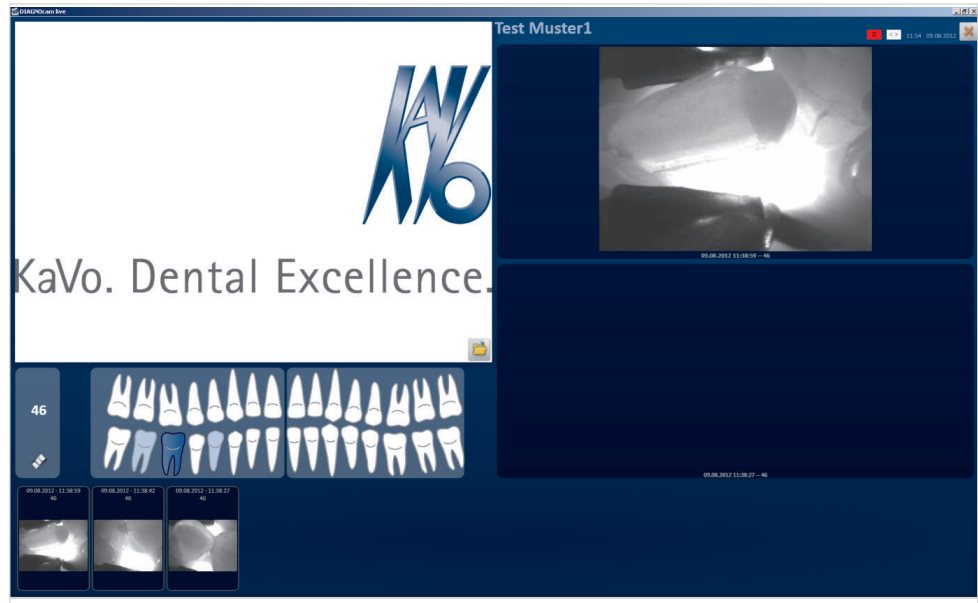 DIAGNOcam live
Test Muster1
11:54 09.08.2012
KAVO
KaVo. Dental Excellence.
09.08.2012 11:38:59 -- 46
46
09.08.2012 11:38:27 -- 46
09.08.2012 - 11:38:59
46
09.08.2012 - 11:38:42
46
09.08.2012 - 11:38:27
46